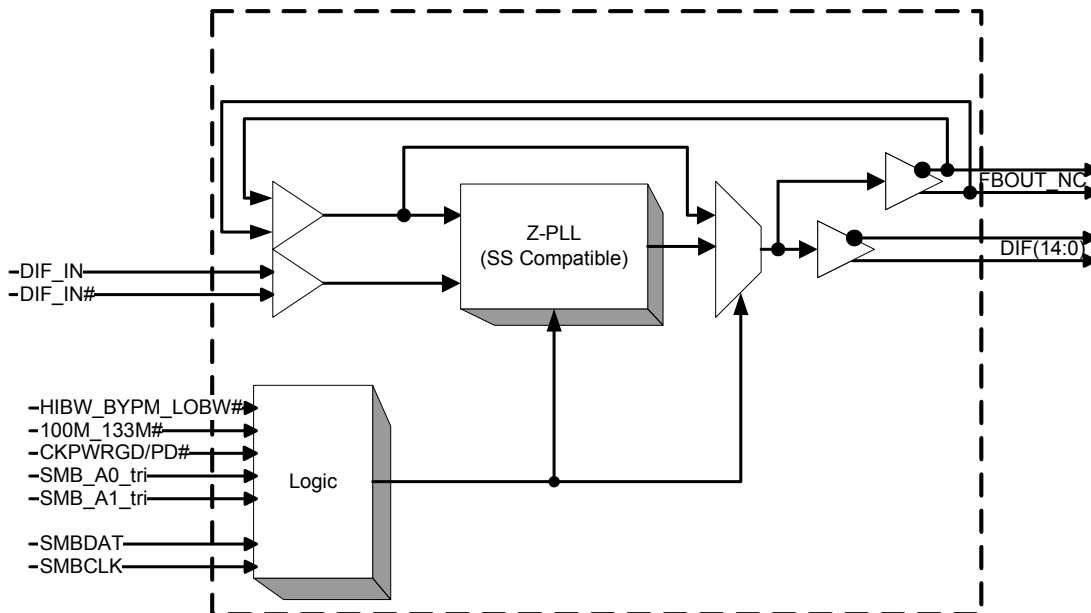 FBOUT_NC
Z-PLL
(SS Compatible)
DIF(14:0)
DIF_IN
DIF_IN#
HIBW_BYPM_LOBW#
100M_133M#
CKPWRGD/PD#
SMB_A0_tri
SMB_A1_tri
Logic
SMBDAT
SMBCLK